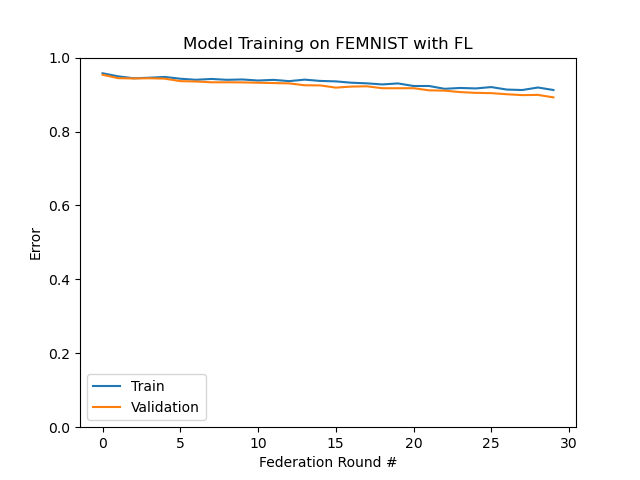 Model Training on FEMNIST with FL
1.0
0.8
0.6
0.4
0.2
0.0
Error
Train
Validation
0 5 10 15 20 25 30
Federation Round #